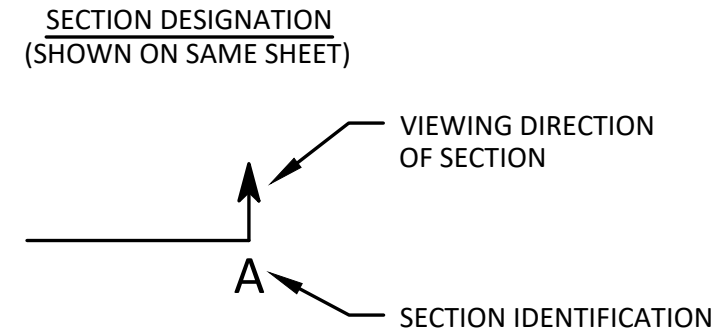 SECTION DESIGNATION
(SHOWN ON SAME SHEET)
VIEWING DIRECTION
OF SECTION
A
SECTION IDENTIFICATION